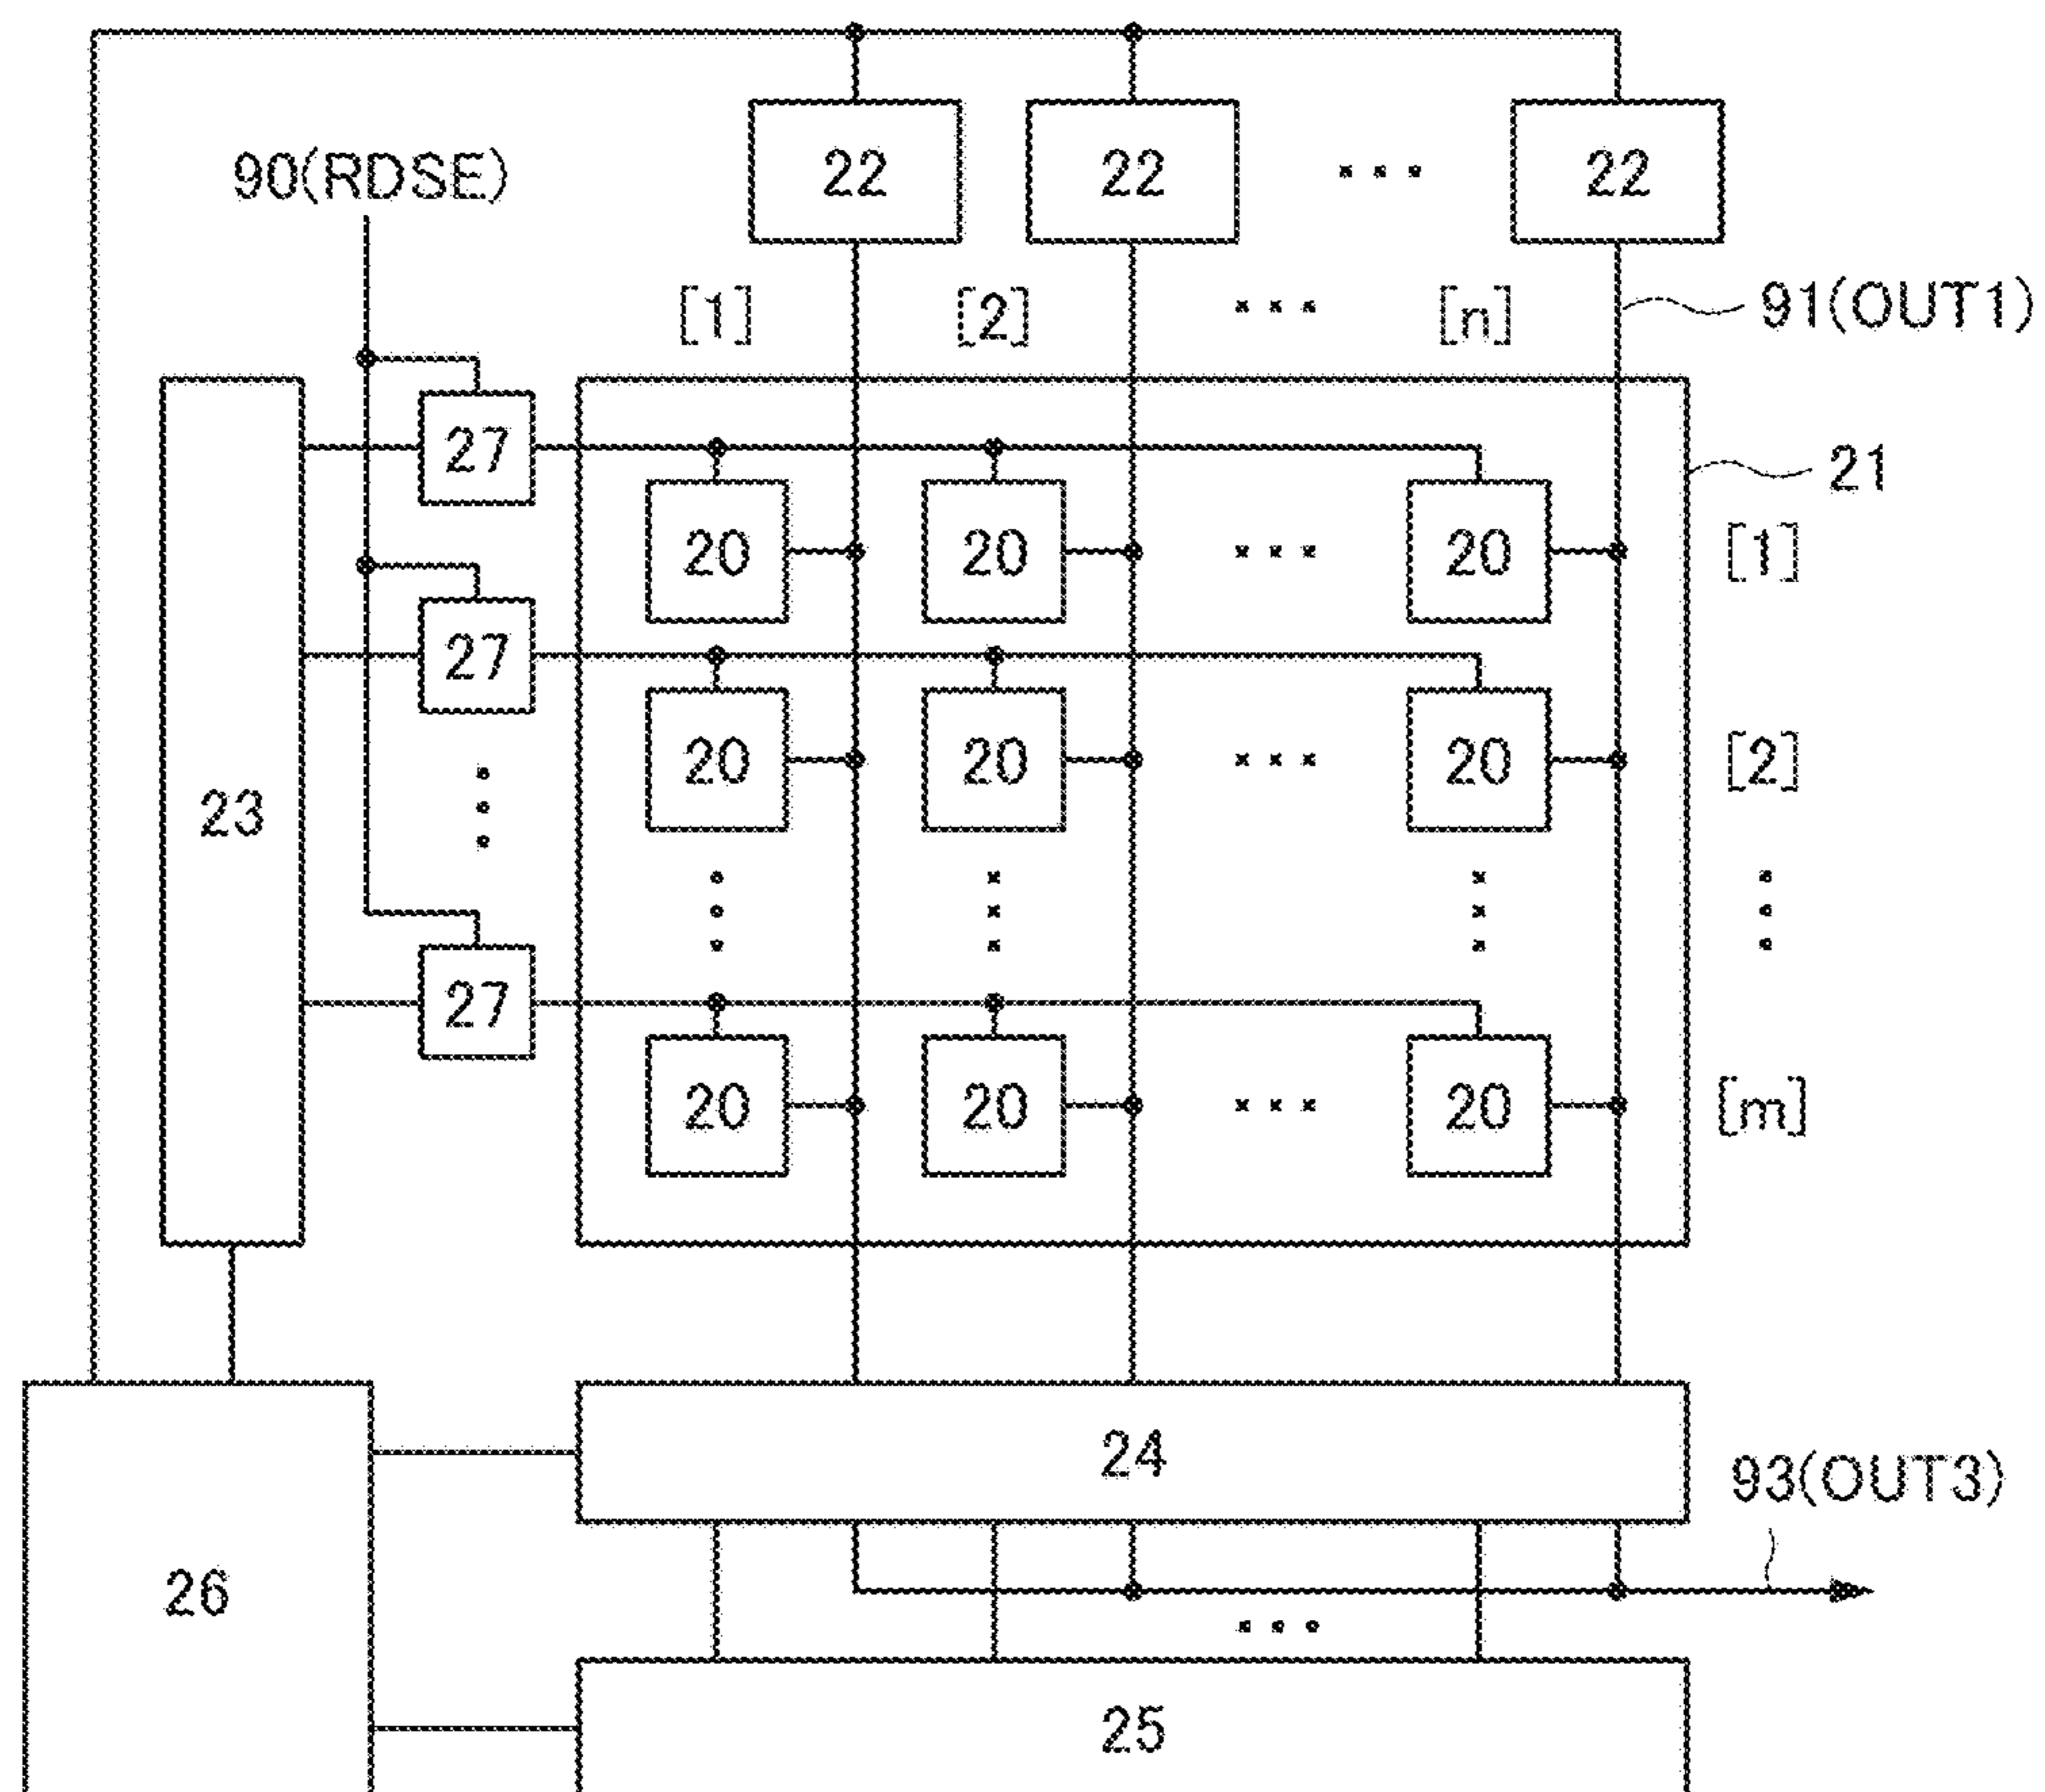 22 22 ... 22
90(RDSE)
[1] [2] ... [n] 91(OUT1)
27
21
20 20 ... 20 [1]
27
20 20 ... 20 [2]
23
27
20 20 ... 20 [m]
24
93(OUT3)
26
...
25